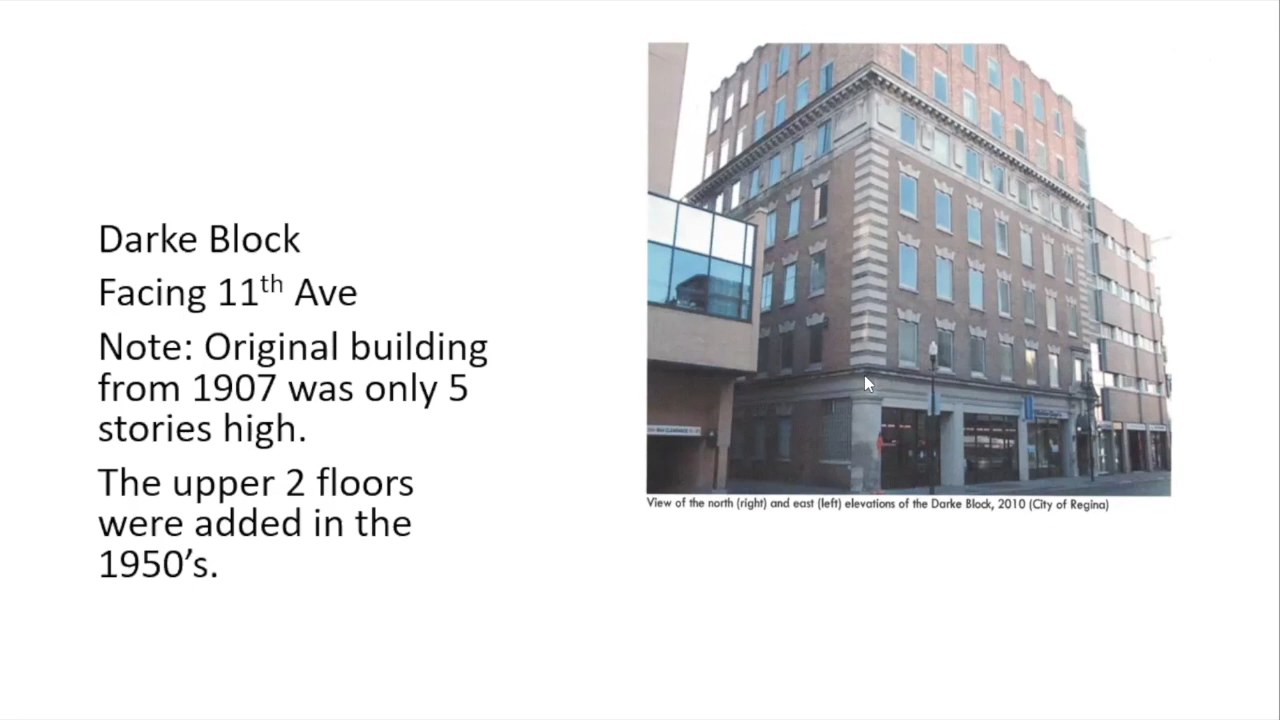 Darke Block
Facing 11th Ave
Note: Original building
from 1907 was only 5
stories high.
The upper 2 floors
were added in the
1950’s.
View of the north (right) and east (left) elevations of the Darke Block, 2010 (City of Regina)